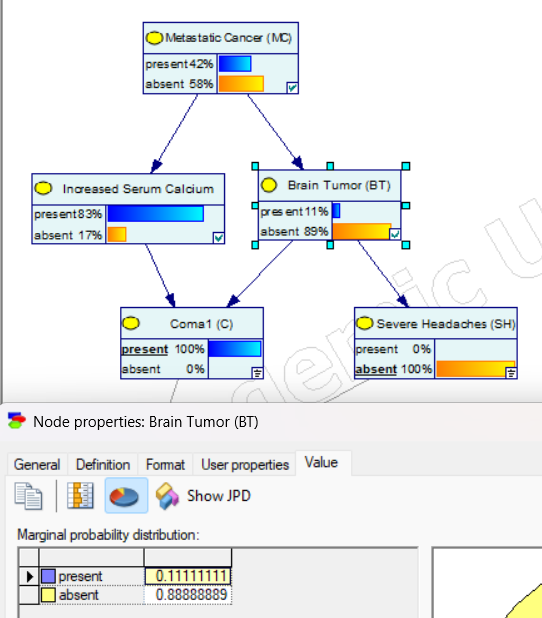 Metastatic Cancer (MC)
present 42%
absent 58%
Increased Serum Calcium
present 83%
absent 17%
Brain Tumor (BT)
present 11%
absent 89%
Coma1 (C)
present 100%
absent 0%
Severe Headaches (SH)
present 0%
absent 100%
demic U
Node properties: Brain Tumor (BT)
General Definition Format User properties Value
Show JPD
Marginal probability distribution:
present 0.11111111
absent 0.88888889